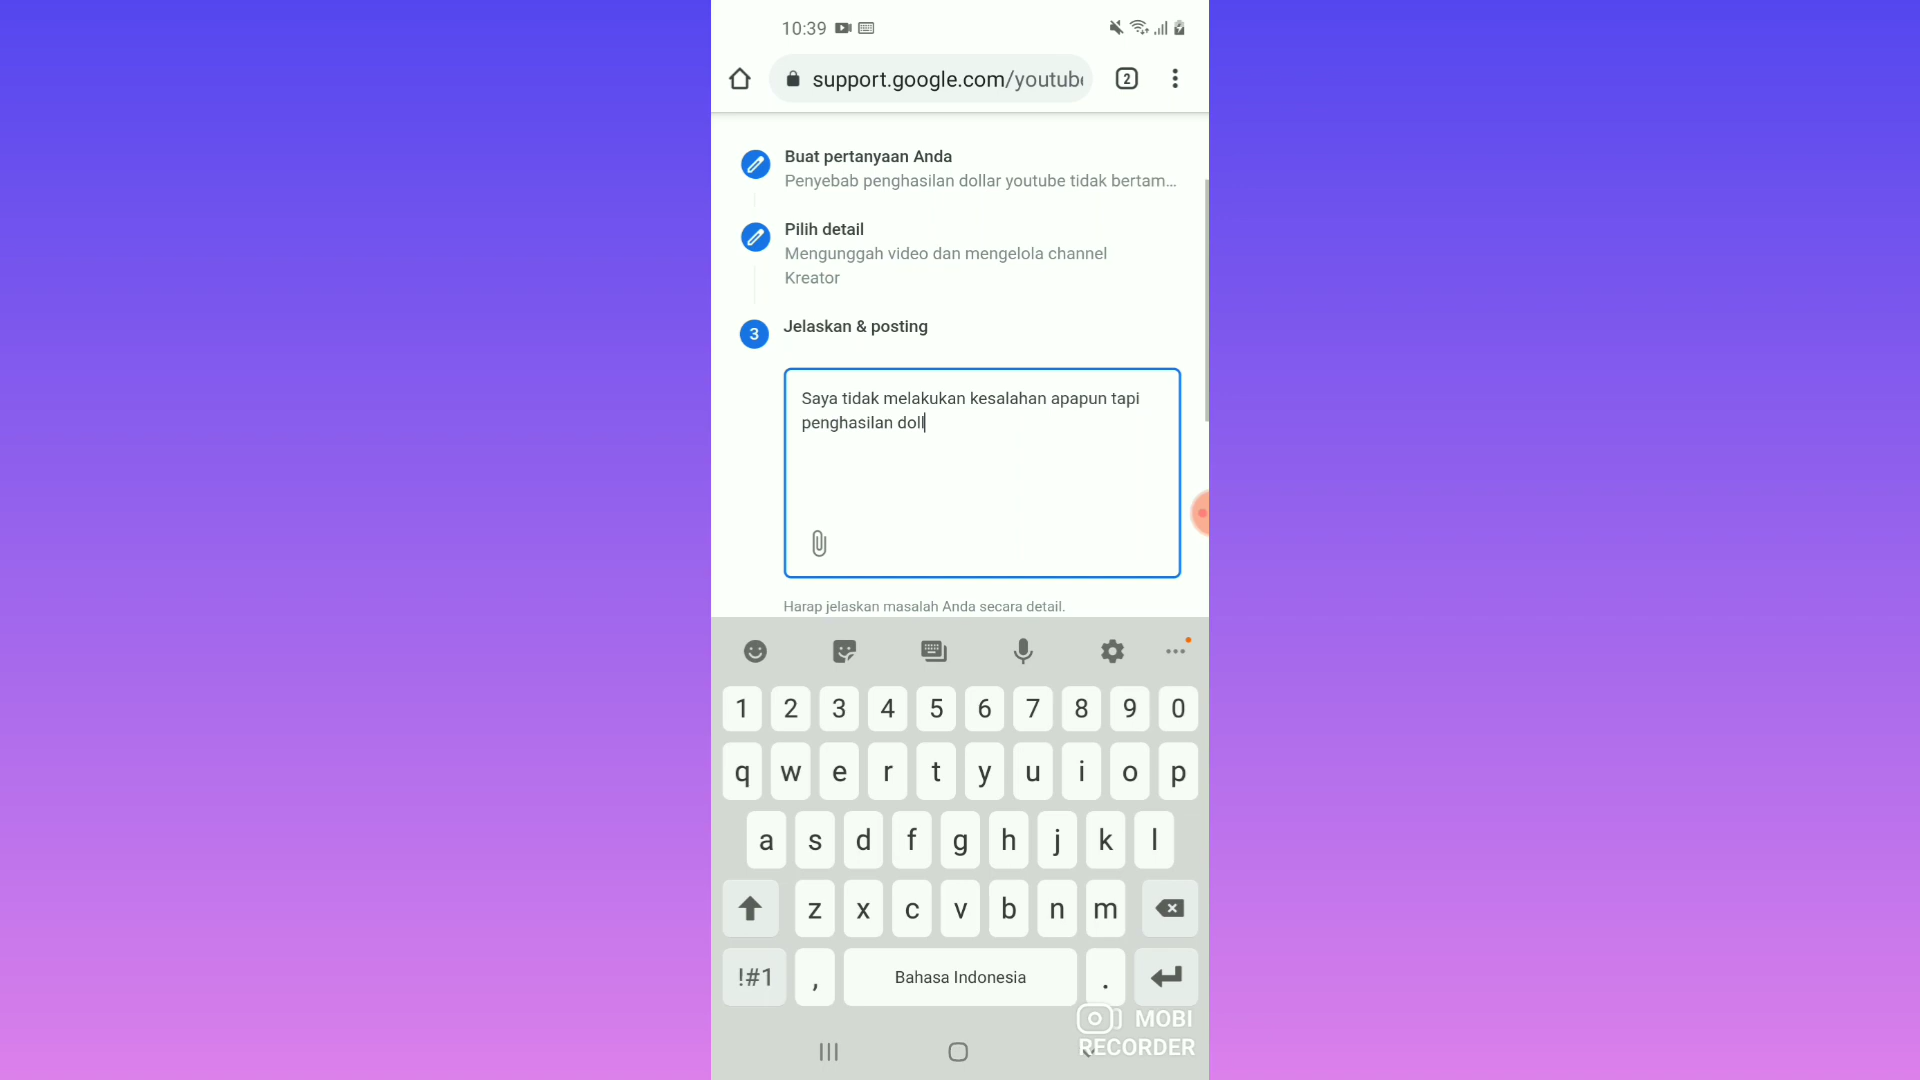 10:39
support.google.com/youtube
2
Buat pertanyaan Anda
Penyebab penghasilan dollar youtube tidak bertam...
Pilih detail
Mengunggah video dan mengelola channel
Kreator
3
Jelaskan & posting
Saya tidak melakukan kesalahan apapun tapi
penghasilan doll
Harap jelaskan masalah Anda secara detail.
1 2 3 4 5 6 7 8 9 0
q w e r t y u i o p
a s d f g h j k l
z x c v b n m
!#1 , Bahasa Indonesia .
MOBI
RECORDER